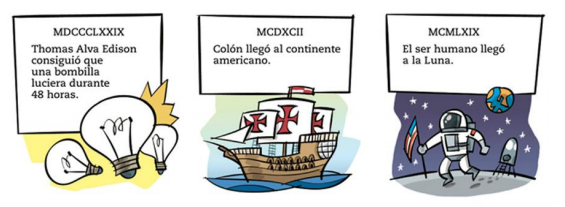 MDCCCLXXIX
Thomas Alva Edison
consiguió que
una bombilla
luciera durante
48 horas.
MCDXCII
Colón llegó al continente
americano.
MCMLXIX
El ser humano llegó
a la Luna.